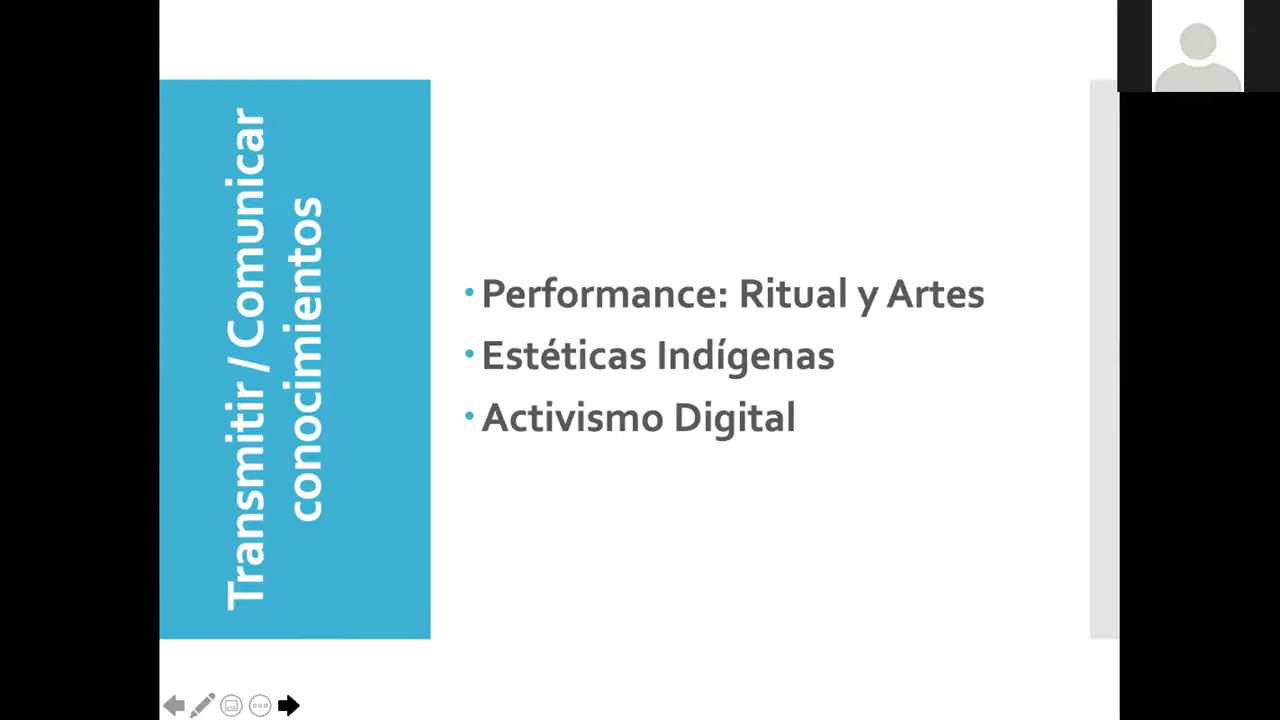 Transmitir / Comunicar
conocimientos
• Performance: Ritual y Artes
• Estéticas Indígenas
• Activismo Digital